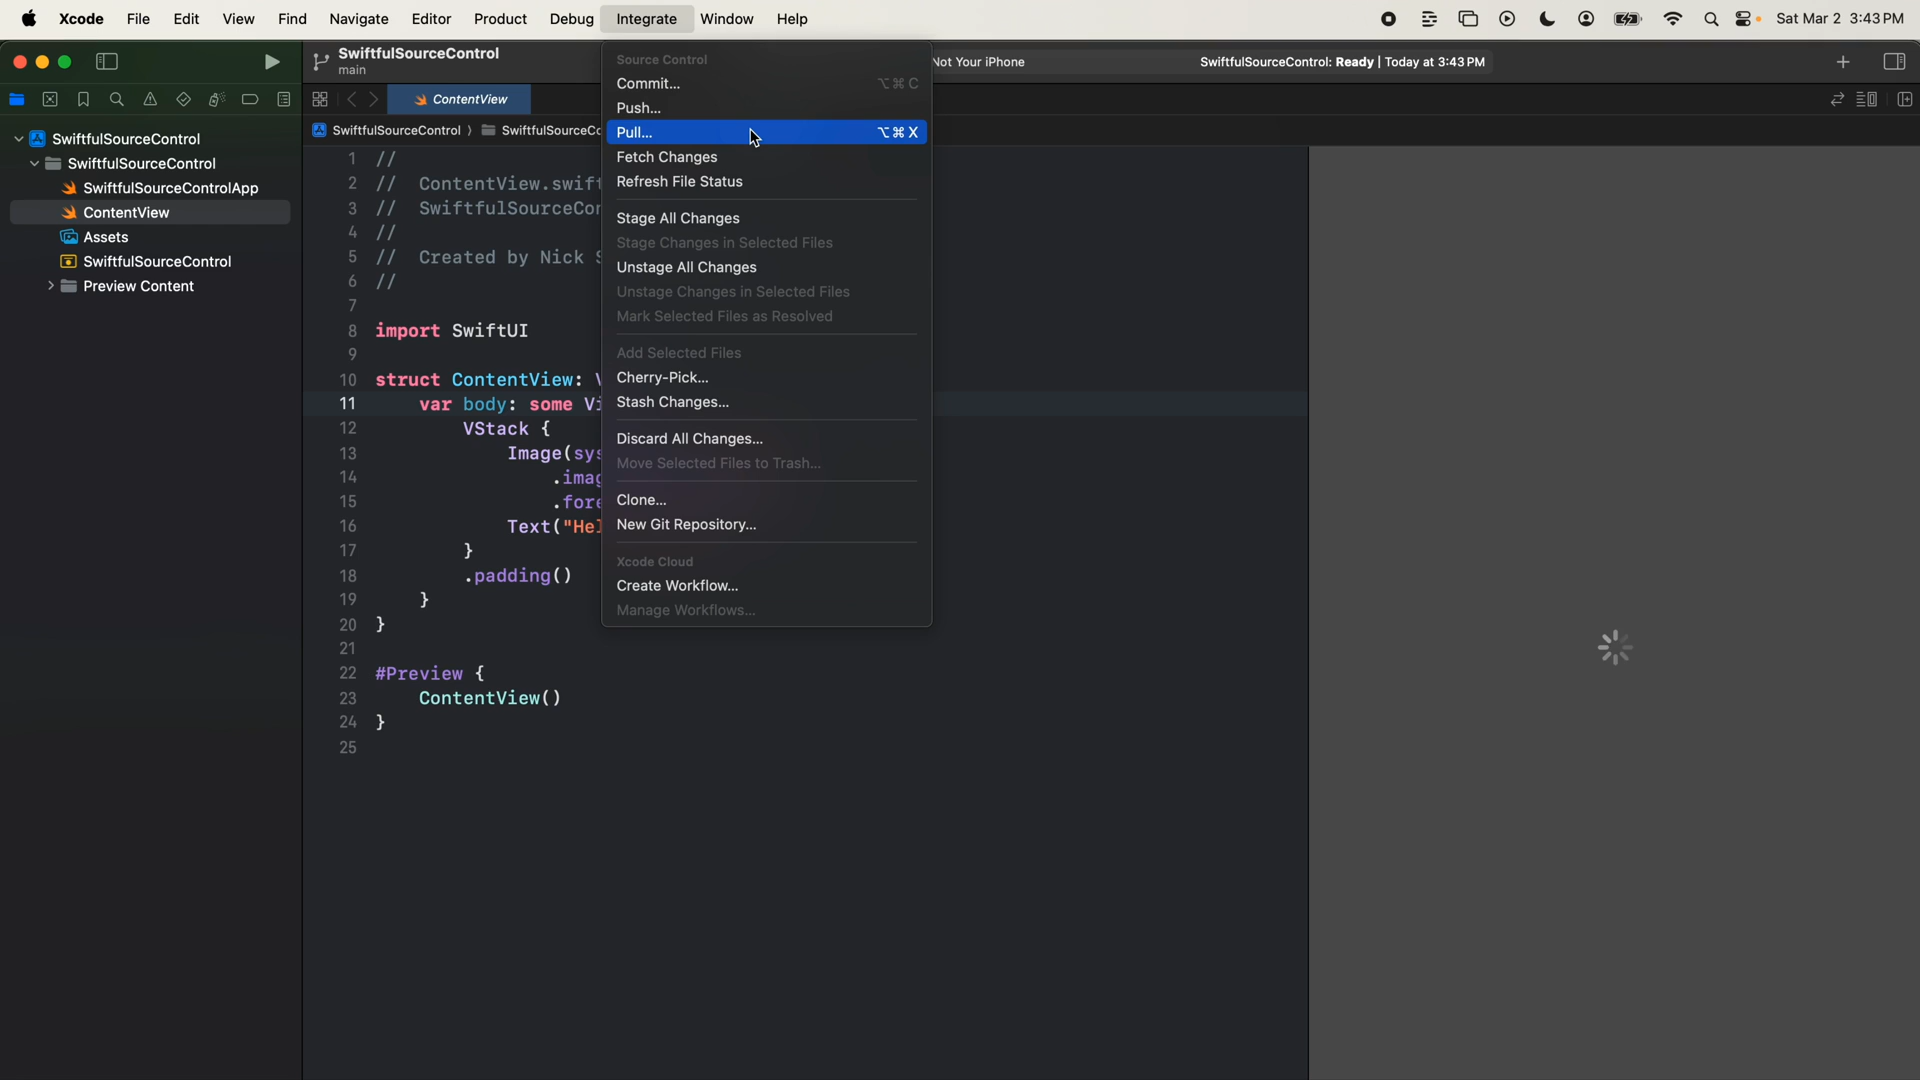 Xcode File Edit View Find Navigate Editor Product Debug Integrate Window Help Sat Mar 2 3:43 PM
SwiftfulSourceControl
main
Not Your iPhone
SwiftfulSourceControl: Ready | Today at 3:43 PM
ContentView
SwiftfulSourceControl 〉 SwiftfulSourceCo
SwiftfulSourceControl
SwiftfulSourceControl
SwiftfulSourceControlApp
ContentView
Assets
SwiftfulSourceControl
Preview Content
1 //
2 // ContentView.swift
3 // SwiftfulSourceCon
4 //
5 // Created by Nick S
6 //
7
8 import SwiftUI
9
10 struct ContentView: V
11 var body: some Vi
12 VStack {
13 Image(sys
14 .imag
15 .fore
16 Text("Hel
17 }
18 .padding()
19 }
20 }
21
22 #Preview {
23 ContentView()
24 }
25
Source Control
Commit... ⌥⌘C
Push...
Pull... ⌥⌘X
Fetch Changes
Refresh File Status
Stage All Changes
Stage Changes in Selected Files
Unstage All Changes
Unstage Changes in Selected Files
Mark Selected Files as Resolved
Add Selected Files
Cherry-Pick...
Stash Changes...
Discard All Changes...
Move Selected Files to Trash...
Clone...
New Git Repository...
Xcode Cloud
Create Workflow...
Manage Workflows...